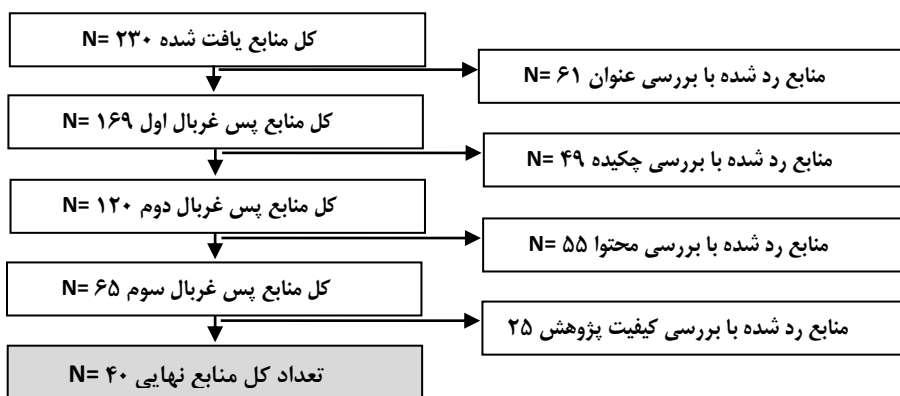 کل منابع یافت شده ۲۳۰ =N
منابع رد شده با بررسی عنوان ۶۱ =N
کل منابع پس غربال اول ۱۶۹ =N
منابع رد شده با بررسی چکیده ۴۹ =N
کل منابع پس غربال دوم ۱۲۰ =N
منابع رد شده با بررسی محتوا ۵۵ =N
کل منابع پس غربال سوم ۶۵ =N
منابع رد شده با بررسی کیفیت پژوهش ۲۵
تعداد کل منابع نهایی ۴۰ =N